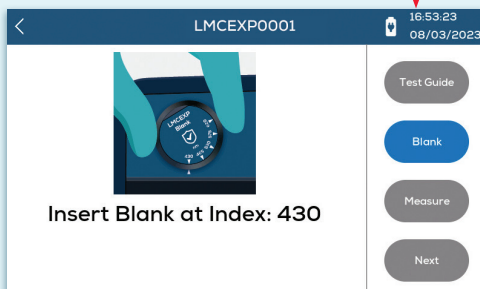 LMCEXP0001
16:53:23
08/03/2023
LMCEXP
Blank
430
Insert Blank at Index: 430
Test Guide
Blank
Measure
Next